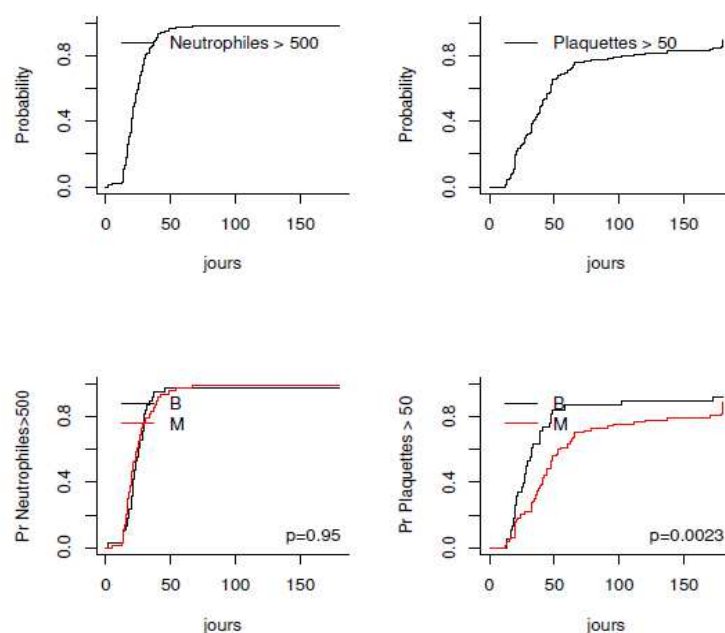 Probability
0.0 0.4 0.8
Neutrophiles > 500
0 50 100 150
jours
Probability
0.0 0.4 0.8
Plaquettes > 50
0 50 100 150
jours
Pr Neutrophiles>500
0.0 0.4 0.8
B
M
p=0.95
0 50 100 150
jours
Pr Plaquettes > 50
0.0 0.4 0.8
B
M
p=0.0023
0 50 100 150
jours